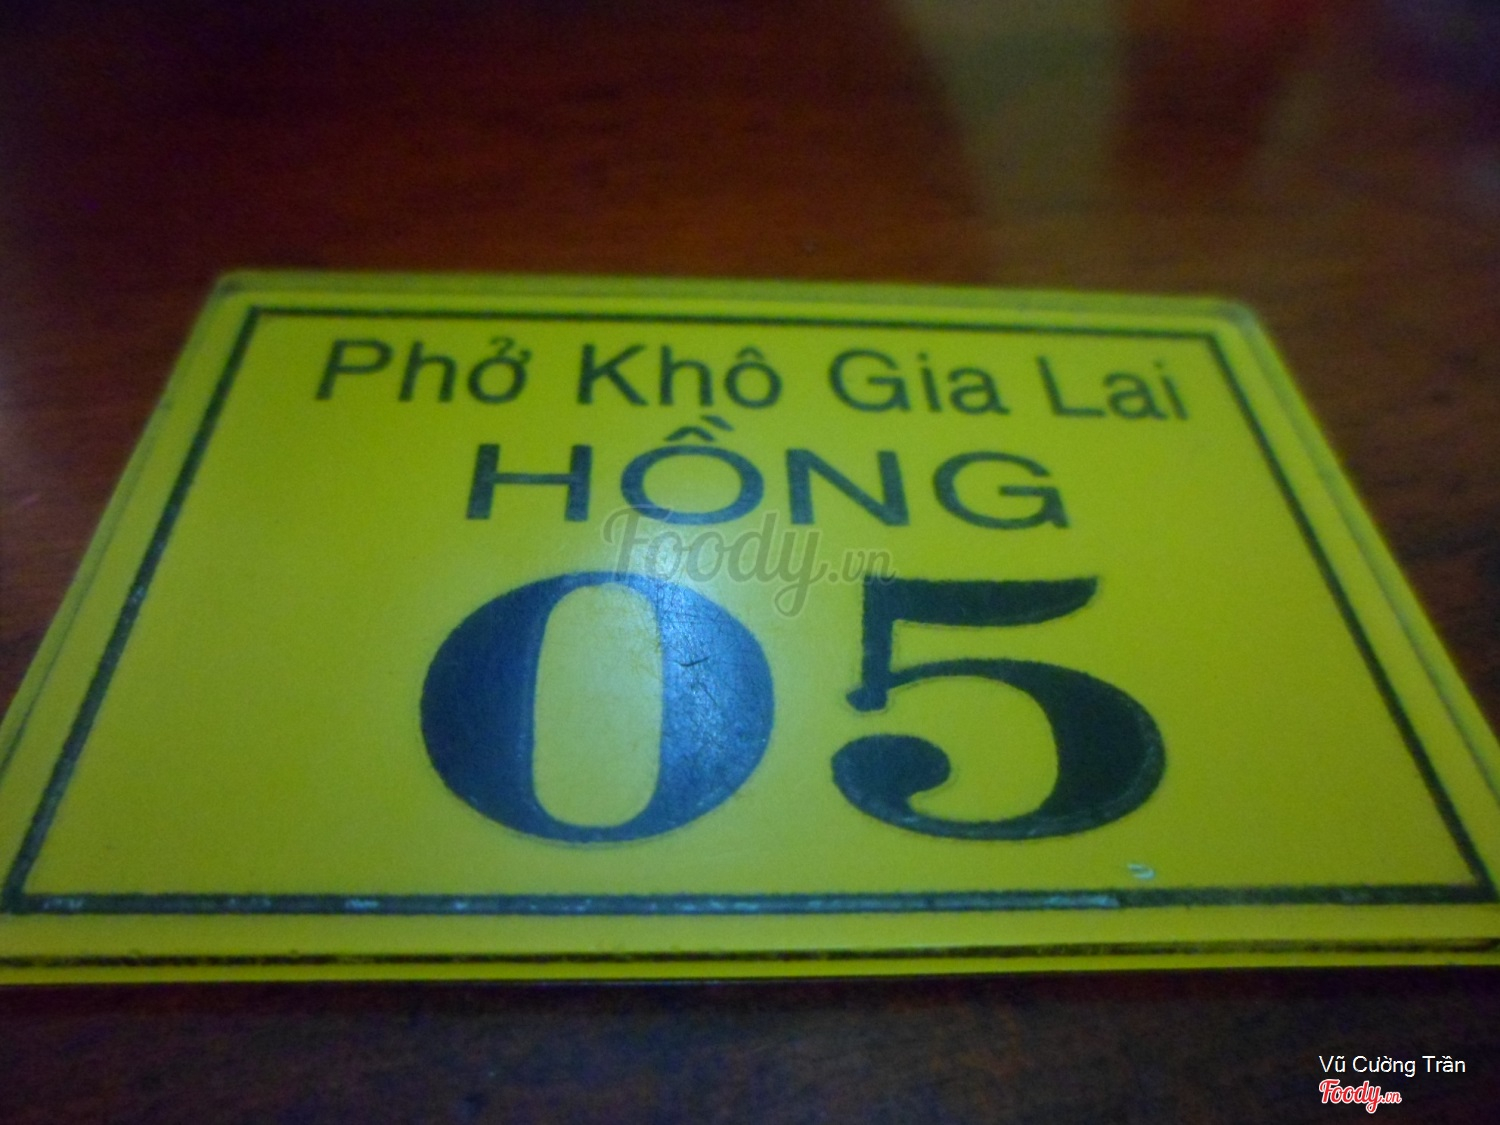 Phở Khô Gia Lai
HỒNG
Foody.vn
05
Vũ Cường Trần
Foody.vn